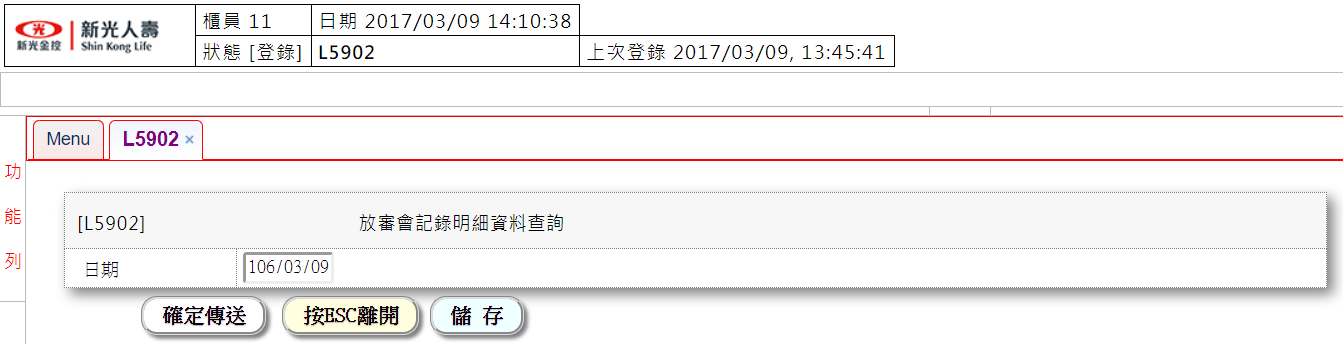 新光金控 新光人壽 Shin Kong Life
櫃員 11 日期 2017/03/09 14:10:38
狀態 [登錄] L5902 上次登錄 2017/03/09, 13:45:41
Menu L5902 ×
功
能
列
[L5902] 放審會記錄明細資料查詢
日期 106/03/09
確定傳送 按ESC離開 儲 存